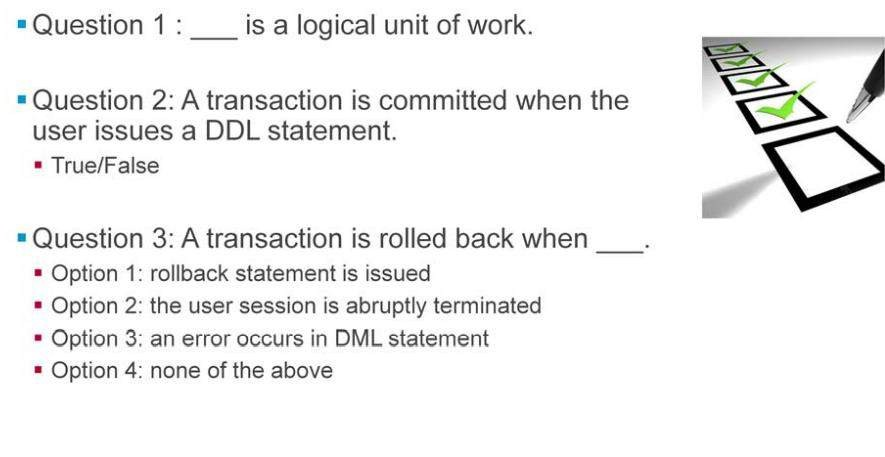 Question 1 : ___ is a logical unit of work.
Question 2: A transaction is committed when the
user issues a DDL statement.
True/False
Question 3: A transaction is rolled back when ___.
Option 1: rollback statement is issued
Option 2: the user session is abruptly terminated
Option 3: an error occurs in DML statement
Option 4: none of the above